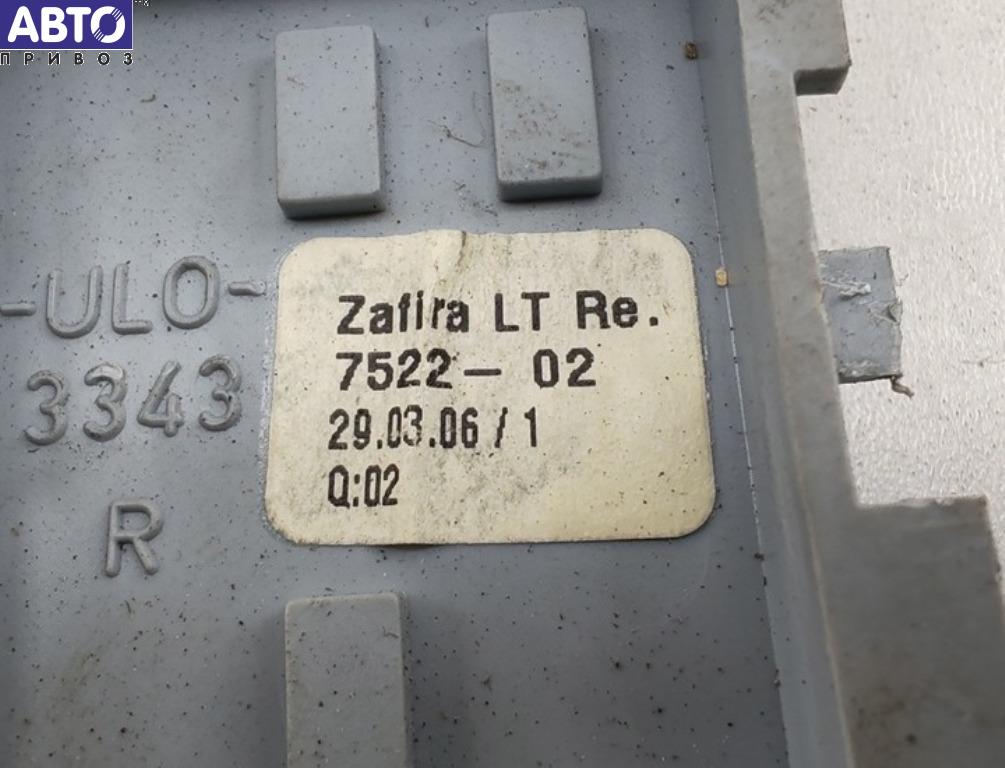 АВТО
ПРИВОЗ
-ULO-
3343
R
Zafira LT Re.
7522- 02
29.03.06 / 1
Q:02